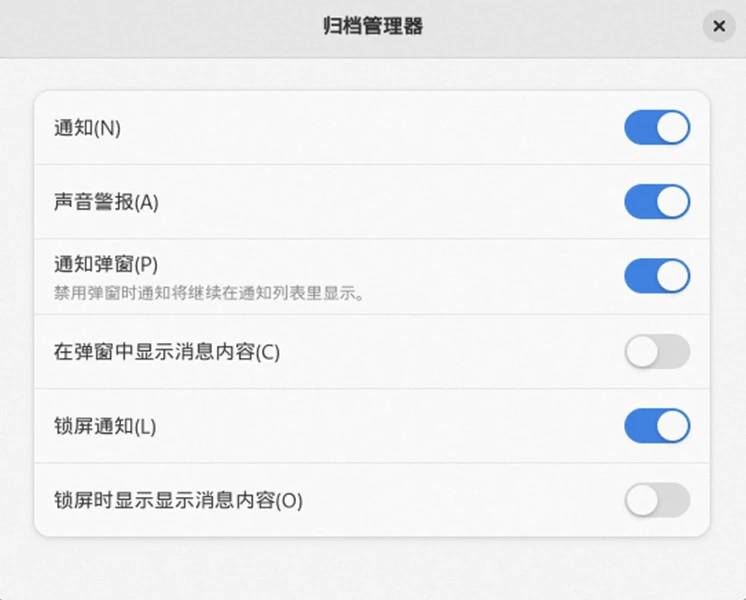 归档管理器
通知(N)
声音警报(A)
通知弹窗(P)
禁用弹窗时通知将继续在通知列表里显示。
在弹窗中显示消息内容(C)
锁屏通知(L)
锁屏时显示显示消息内容(O)